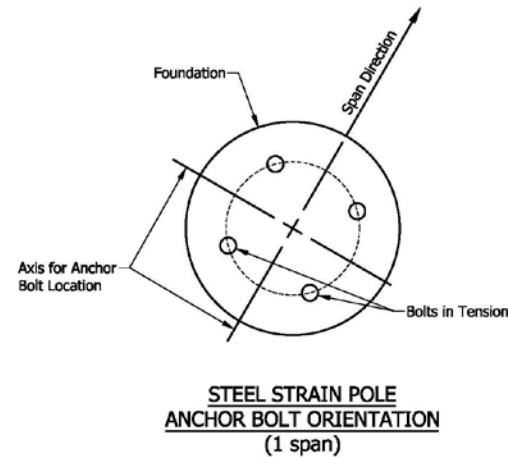 Foundation
Span Direction
Axis for Anchor
Bolt Location
Bolts in Tension
STEEL STRAIN POLE
ANCHOR BOLT ORIENTATION
(1 span)